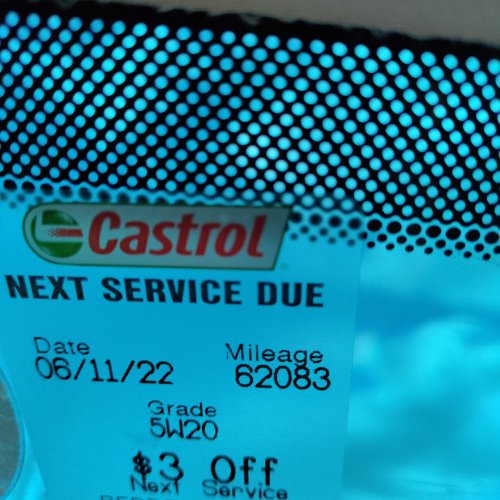 Castrol
NEXT SERVICE DUE
Date Mileage
06/11/22 62083
Grade
5W20
$3 Off
Next Service